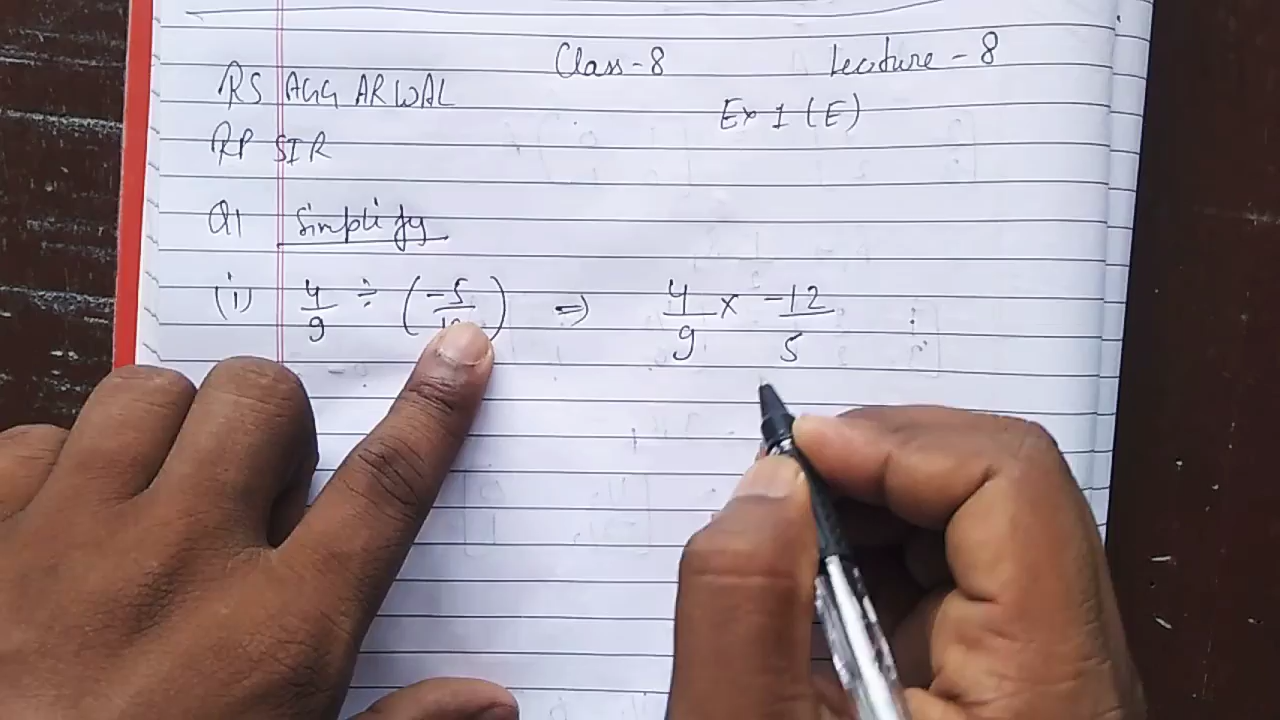 Class-8 Lecture-8
RS AGGARWAL
Ex 1 (E)
RP SIR
Q1 Simplify
(i) 4/9 ÷ (-5/1 ) ⇒ 4/9 x -12/5